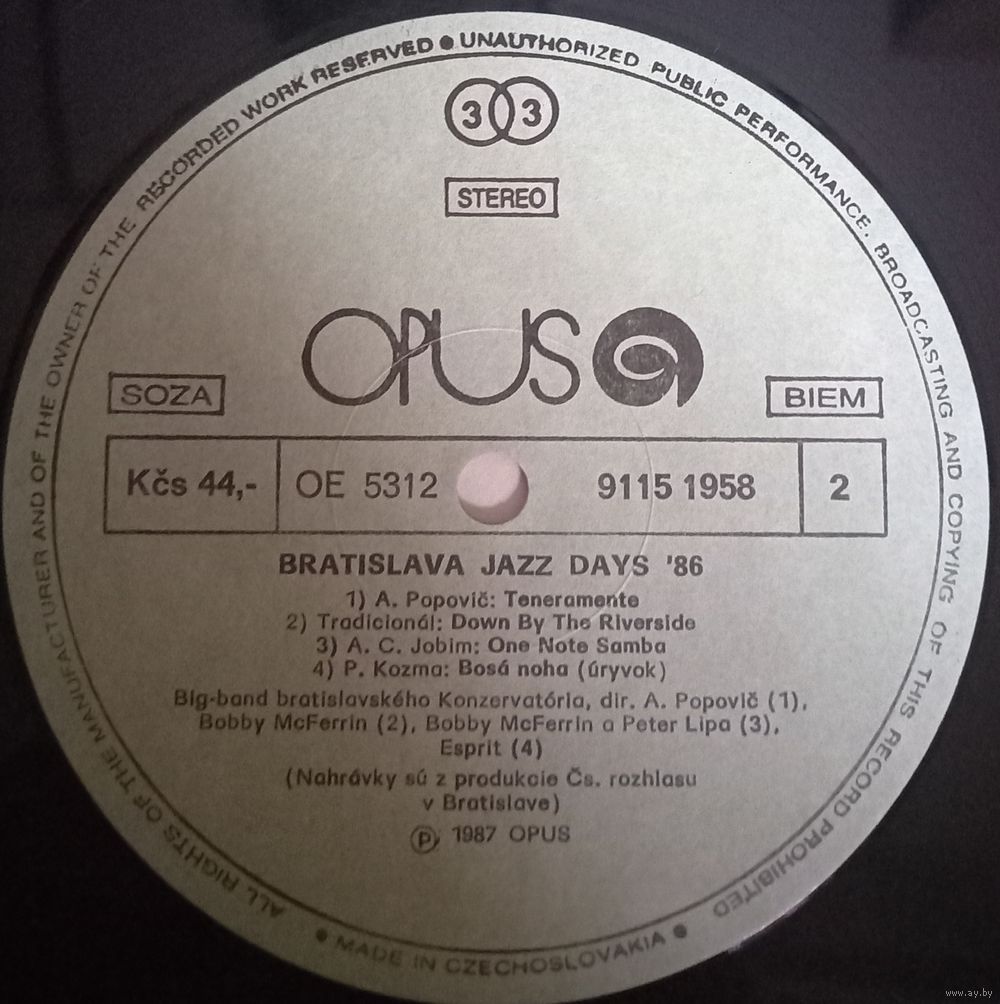 ALL RIGHTS OF THE MANUFACTURER AND OF THE OWNER OF THE RECORDED WORK RESERVED ● UNAUTHORIZED PUBLIC PERFORMANCE, BROADCASTING AND COPYING OF THIS RECORD PROHIBITED
33
STEREO
OPUS
SOZA
BIEM
Kčs 44,- OE 5312 9115 1958 2
BRATISLAVA JAZZ DAYS '86
1) A. Popovič: Teneramente
2) Tradicionál: Down By The Riverside
3) A. C. Jobim: One Note Samba
4) P. Kozma: Bosá noha (úryvok)
Big-band bratislavského Konzervatória, dir. A. Popovič (1),
Bobby McFerrin (2), Bobby McFerrin a Peter Lipa (3),
Esprit (4)
(Nahrávky sú z produkcie Čs. rozhlasu
v Bratislave)
Ⓟ 1987 OPUS
● MADE IN CZECHOSLOVAKIA ●
www.ay.by